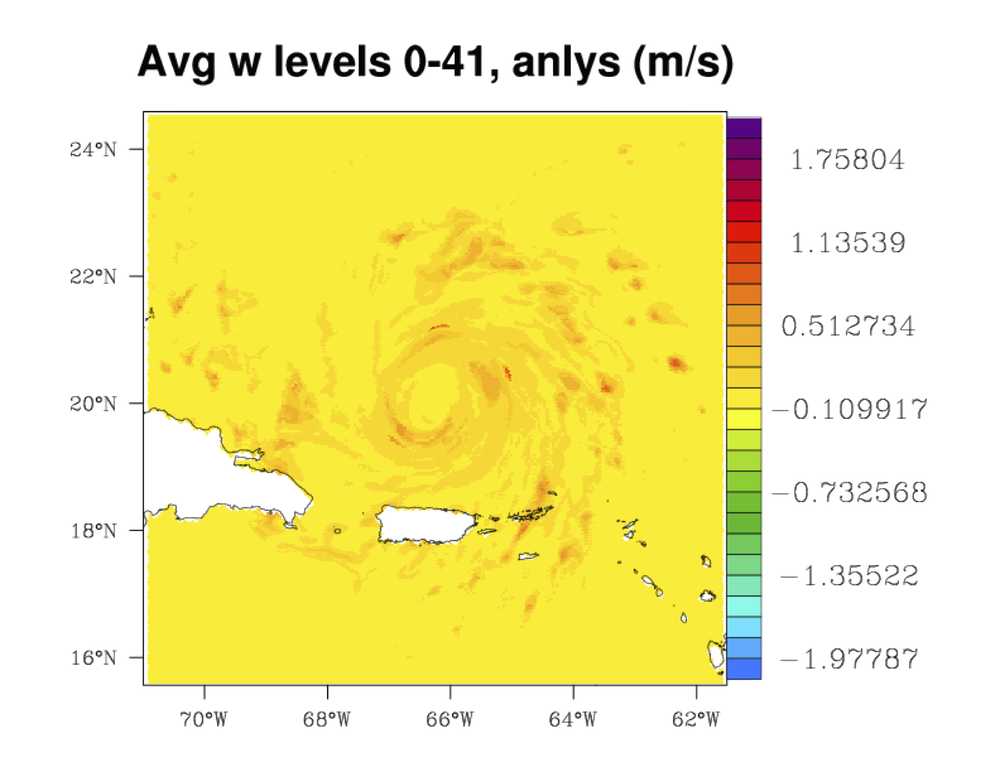 Avg w levels 0-41, anlys (m/s)
24°N
22°N
20°N
18°N
16°N
70°W 68°W 66°W 64°W 62°W
1.75804
1.13539
0.512734
−0.109917
−0.732568
−1.35522
−1.97787